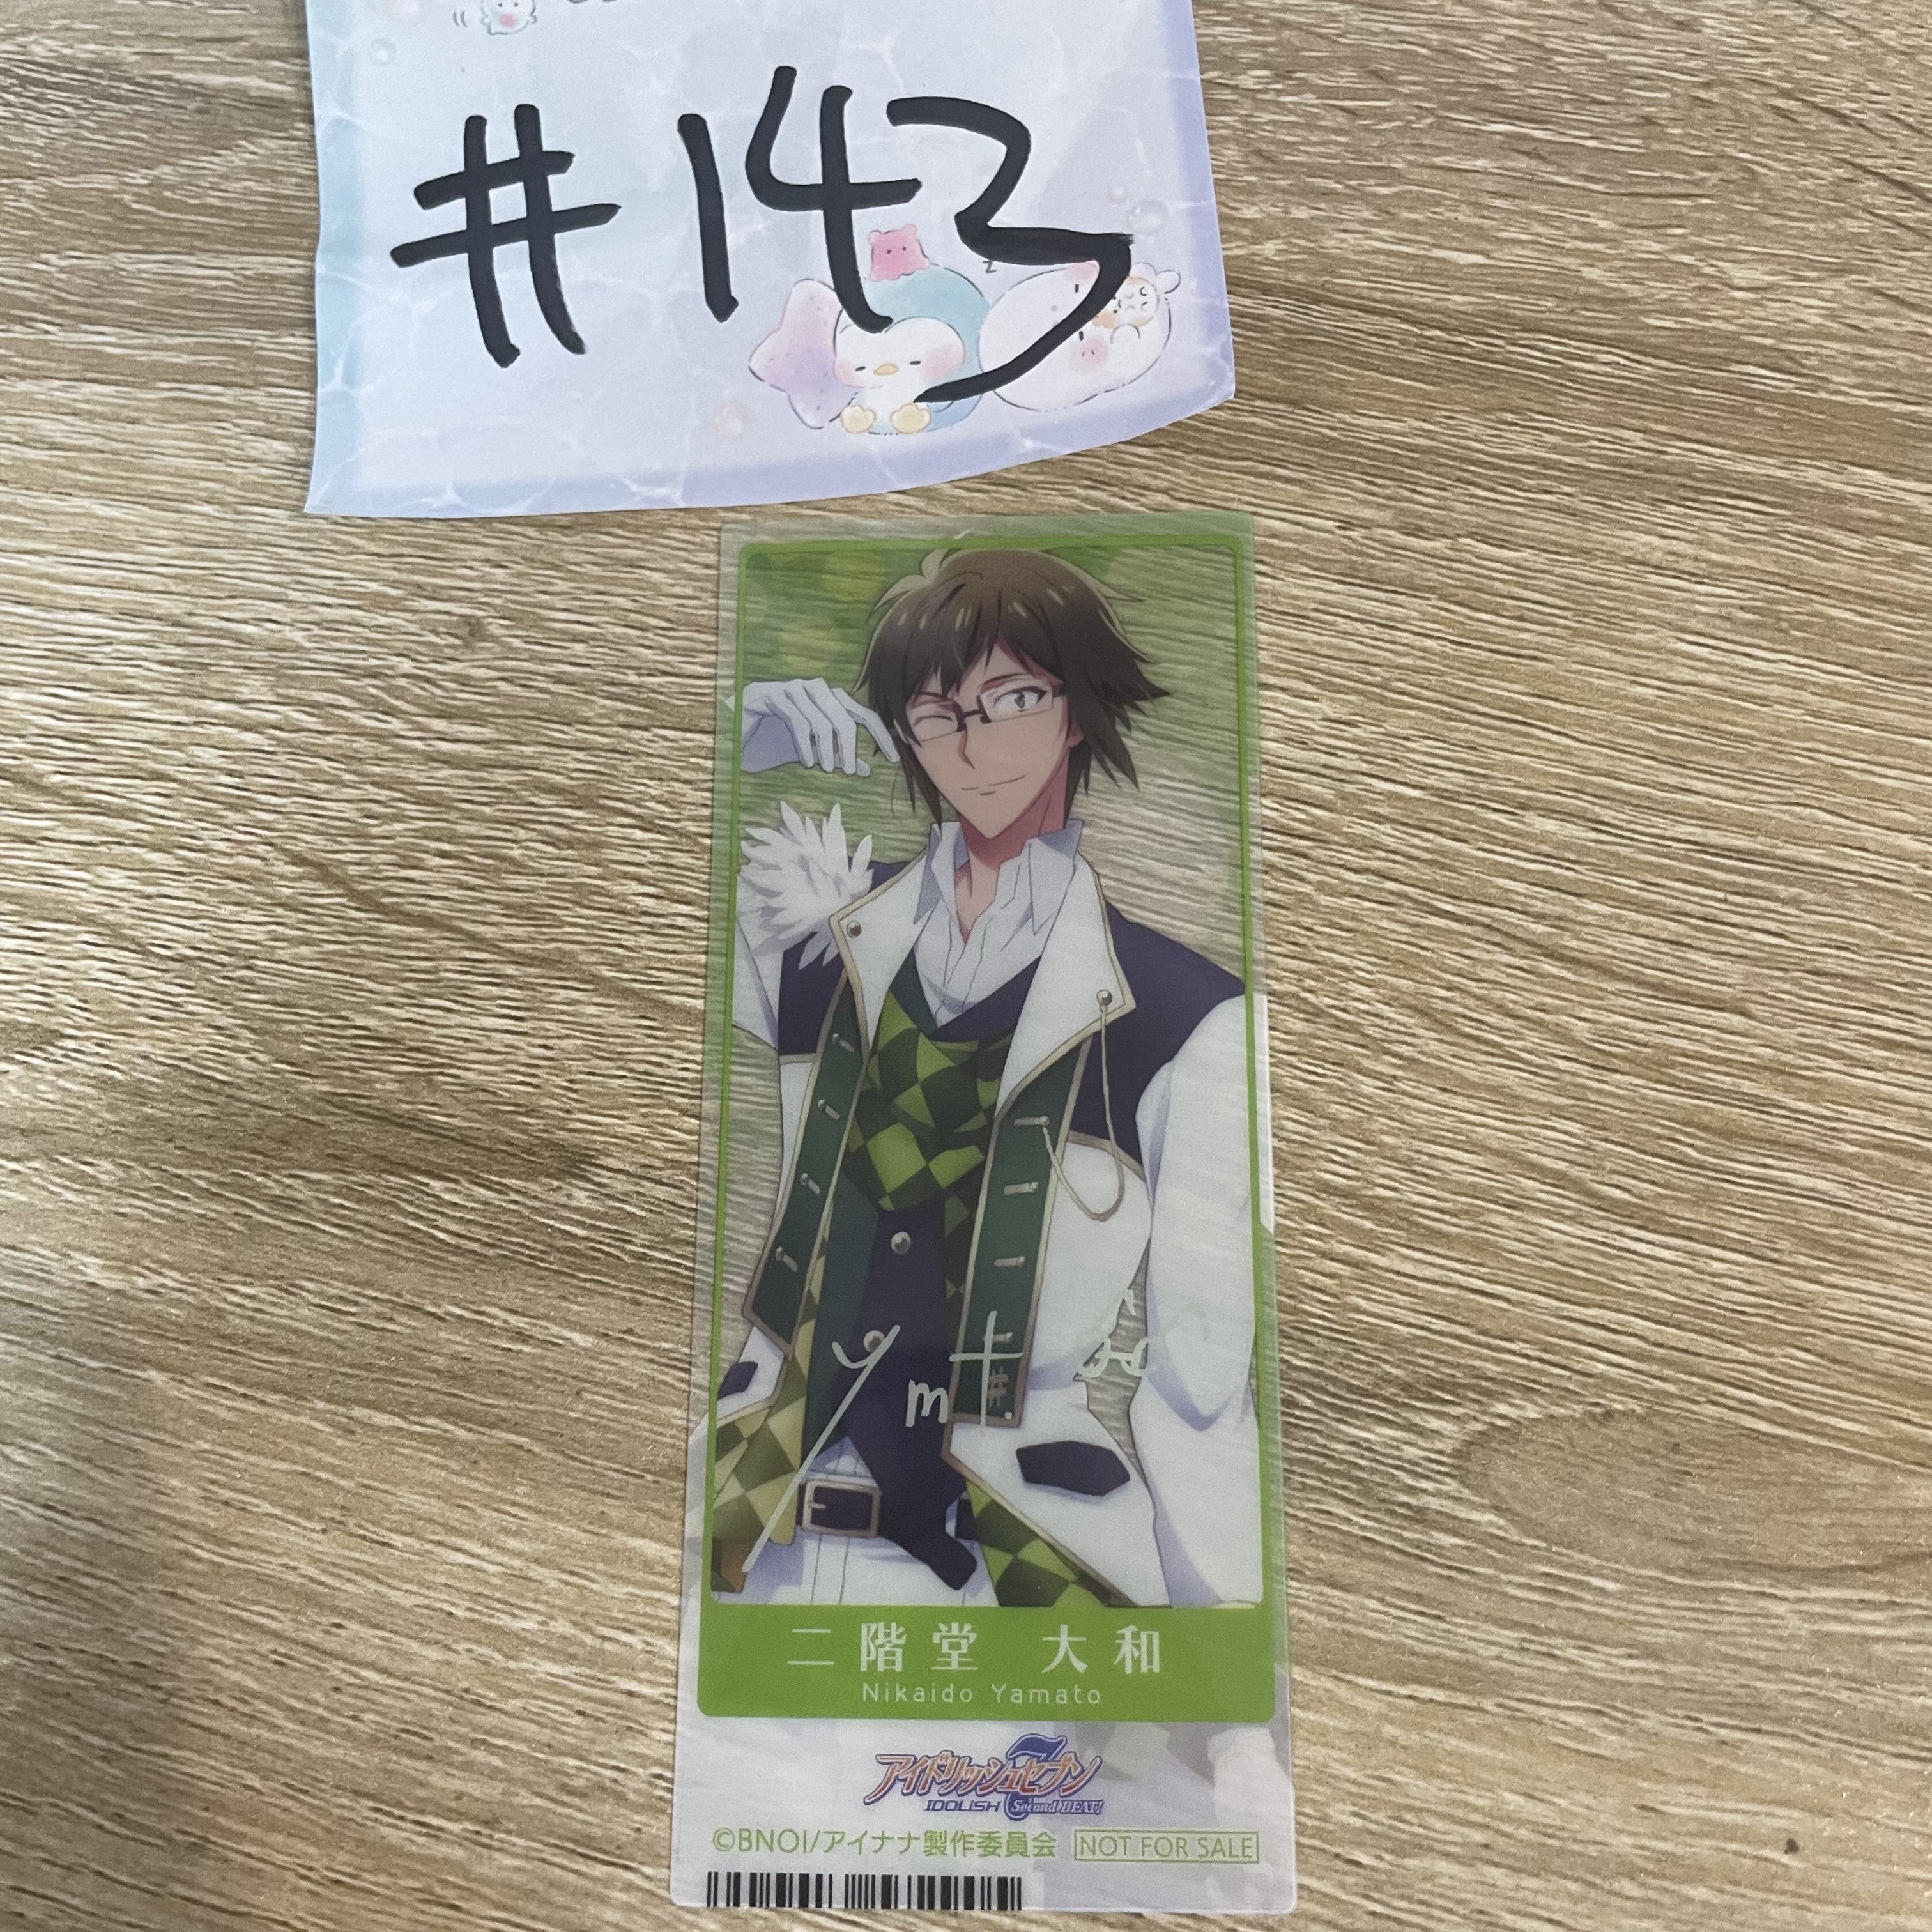 #143
二階堂 大和
Nikaido Yamato
アイドリッシュセブン
IDOLiSH7 Second BEAT!
©BNOI/アイナナ製作委員会 NOT FOR SALE